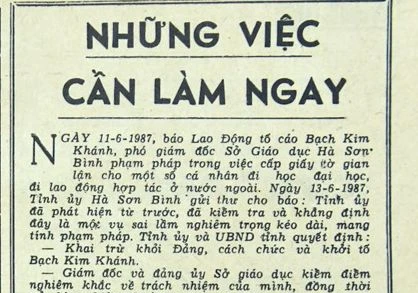 NHỮNG VIỆC
CẦN LÀM NGAY
NGÀY 11-6-1987, báo Lao Động tố cáo Bạch Kim
Khánh, phó giám đốc Sở Giáo dục Hà Sơn
Bình phạm pháp trong việc cấp giấy tờ gian
lận cho một số cá nhân đi học đại học,
đi lao động hợp tác ở nước ngoài. Ngày 13-6-1987,
Tỉnh ủy Hà Sơn Bình gửi thư cho báo: Tỉnh ủy
đã phát hiện từ trước, đã kiểm tra và khẳng định
đây là một vụ sai lầm nghiêm trọng kéo dài, mang
tính phạm pháp. Tỉnh ủy và UBND tỉnh quyết định:
— Khai trừ khỏi Đảng, cách chức và khởi tố
Bạch Kim Khánh.
— Giám đốc và đảng ủy Sở giáo dục kiểm điểm
nghiêm khắc về trách nhiệm của mình, đồng thời